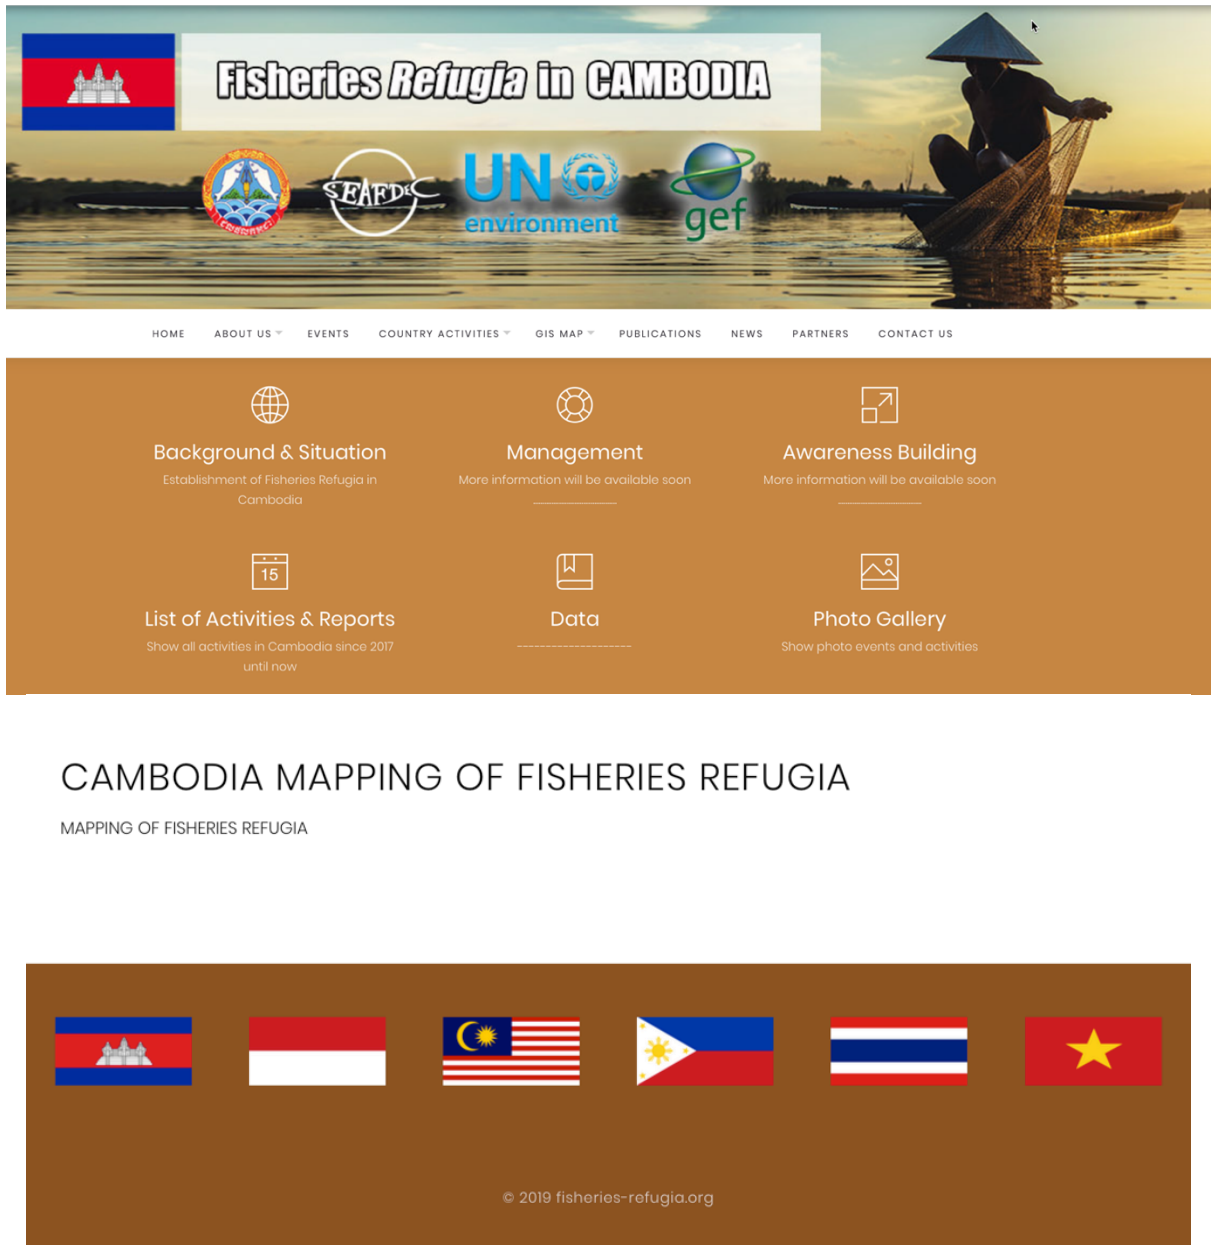 Fisheries Refugia in CAMBODIA
SEAFDEC
UN
environment
gef
HOME ABOUT US EVENTS COUNTRY ACTIVITIES GIS MAP PUBLICATIONS NEWS PARTNERS CONTACT US
Background & Situation
Establishment of Fisheries Refugia in
Cambodia
Management
More information will be available soon
Awareness Building
More information will be available soon
15
List of Activities & Reports
Show all activities in Cambodia since 2017
until now
Data
Photo Gallery
Show photo events and activities
CAMBODIA MAPPING OF FISHERIES REFUGIA
MAPPING OF FISHERIES REFUGIA
© 2019 fisheries-refugia.org